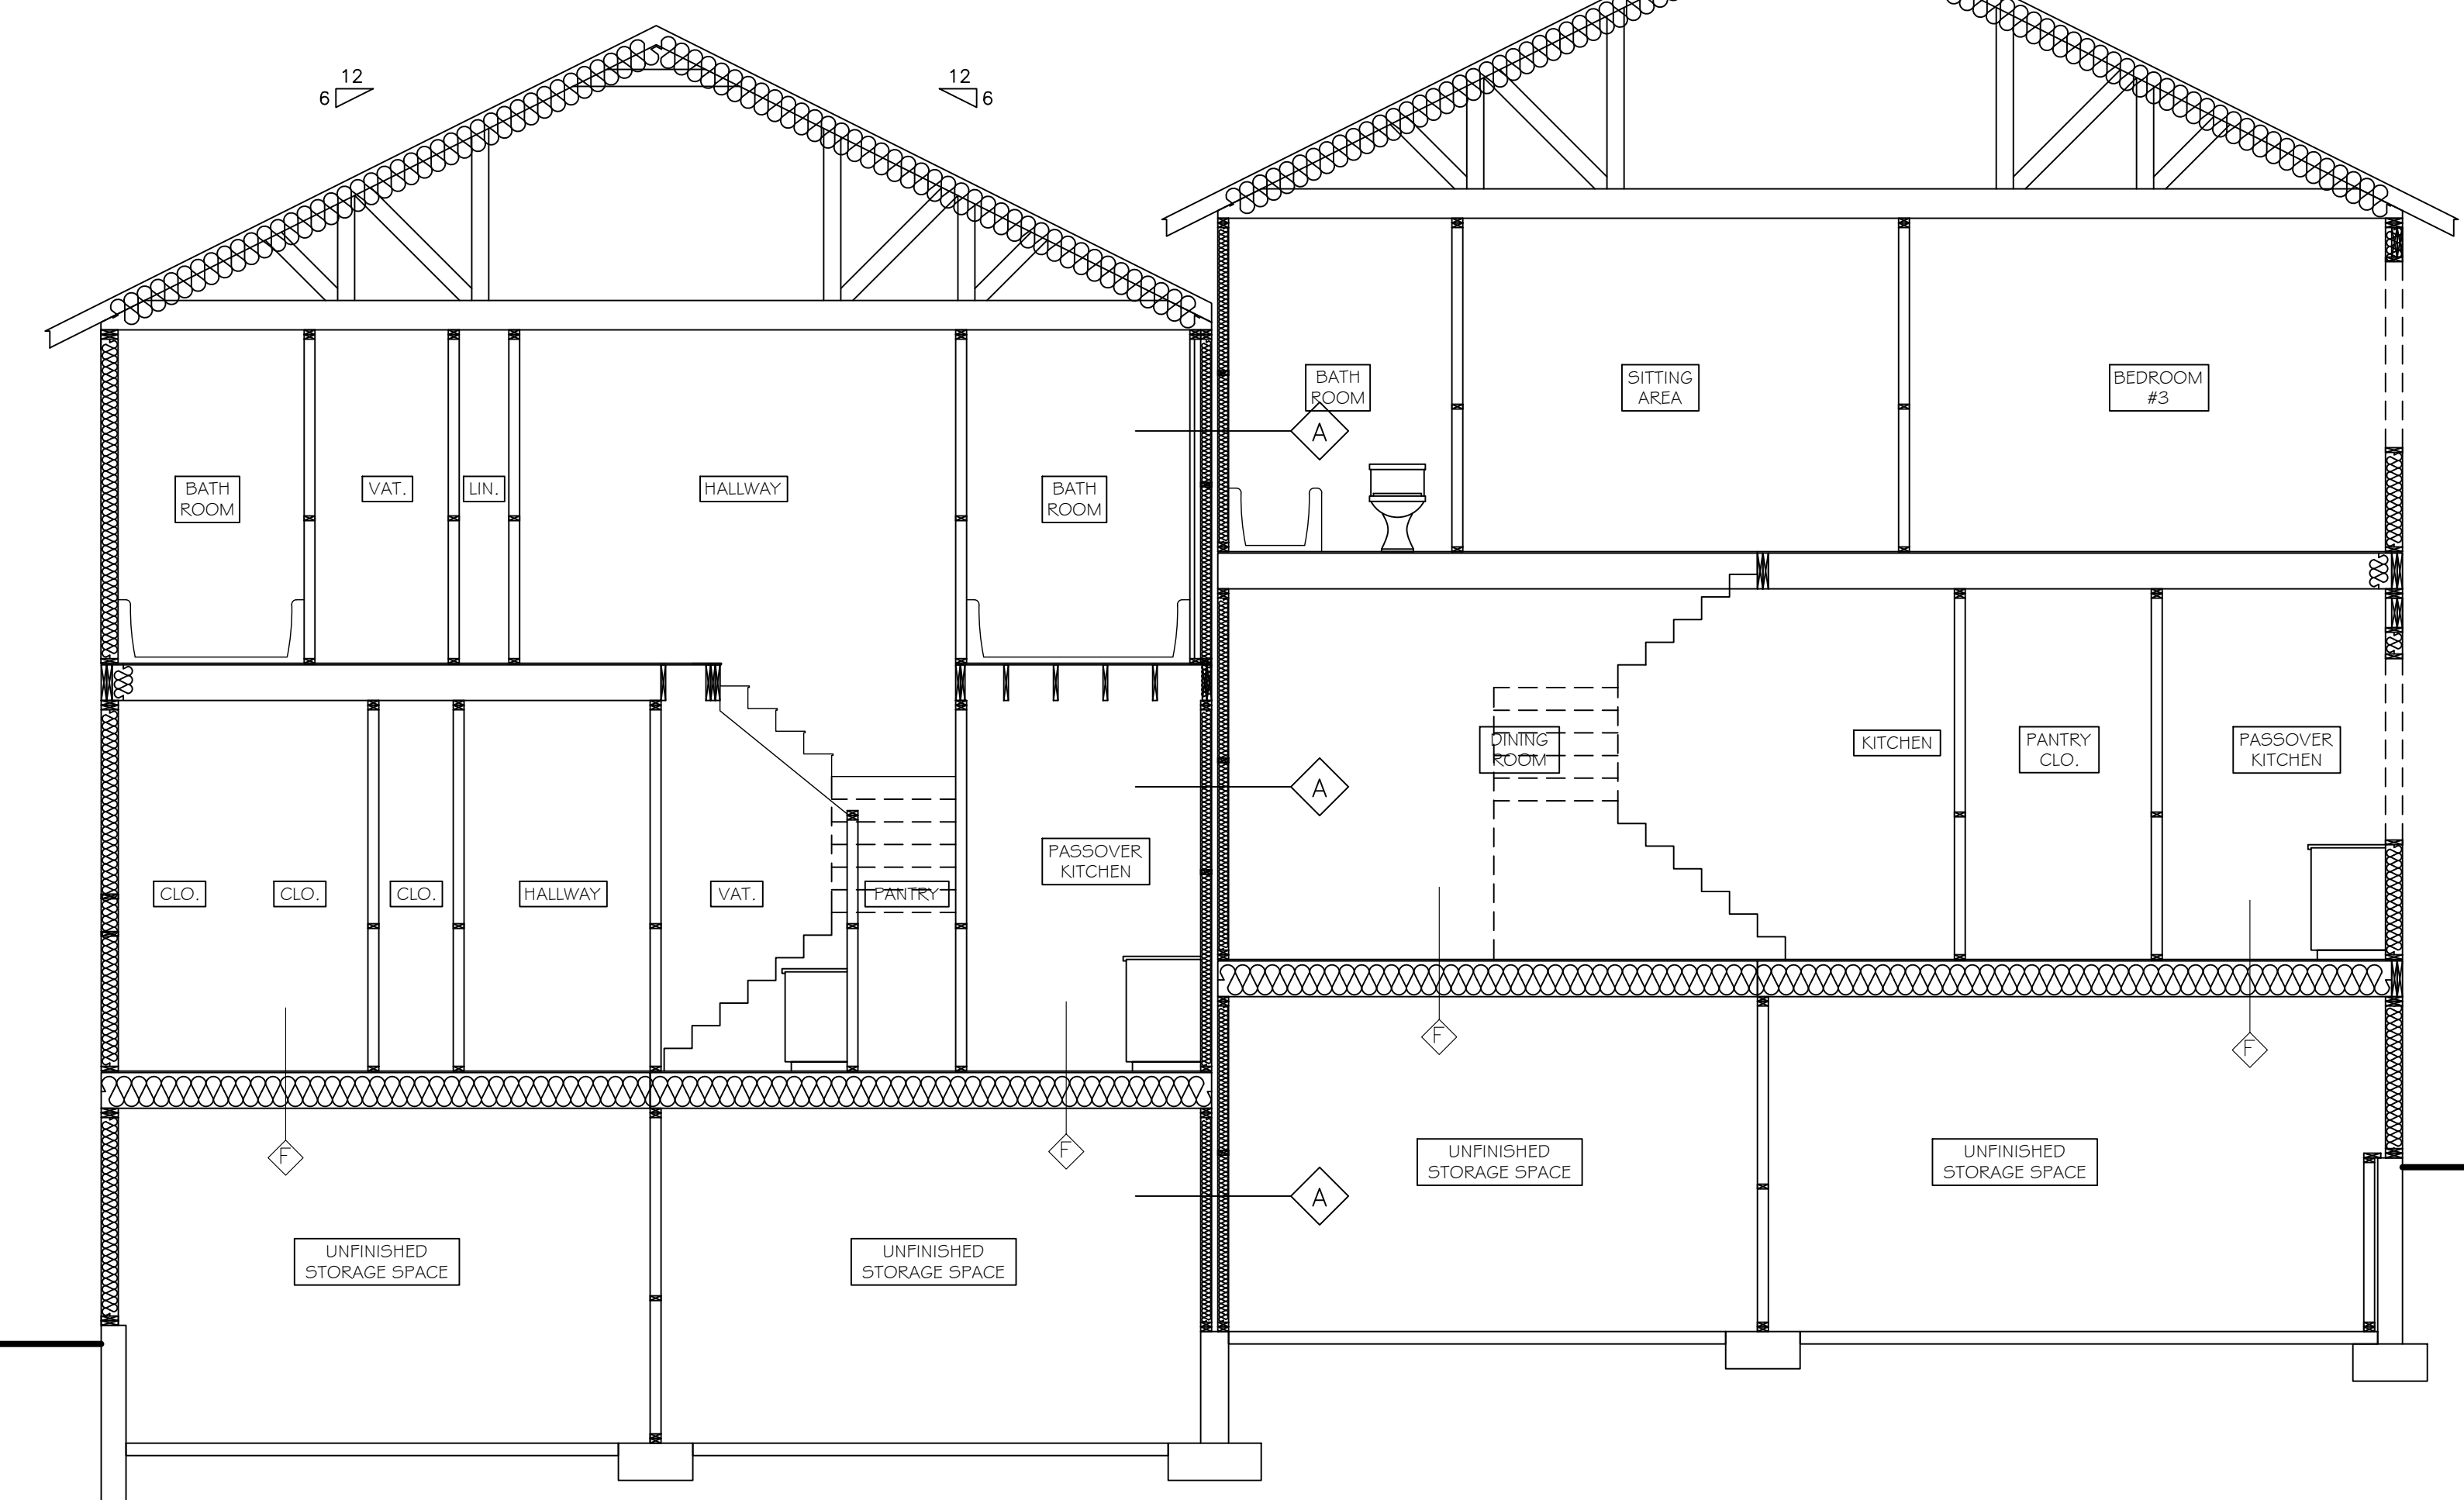 12
6
12
6
BATH
ROOM
SITTING
AREA
BEDROOM
#3
A
BATH
ROOM
VAT.
LIN.
HALLWAY
BATH
ROOM
DINING
ROOM
KITCHEN
PANTRY
CLO.
PASSOVER
KITCHEN
A
PASSOVER
KITCHEN
CLO.
CLO.
CLO.
HALLWAY
VAT.
PANTRY
F
F
F
F
UNFINISHED
STORAGE SPACE
UNFINISHED
STORAGE SPACE
A
UNFINISHED
STORAGE SPACE
UNFINISHED
STORAGE SPACE